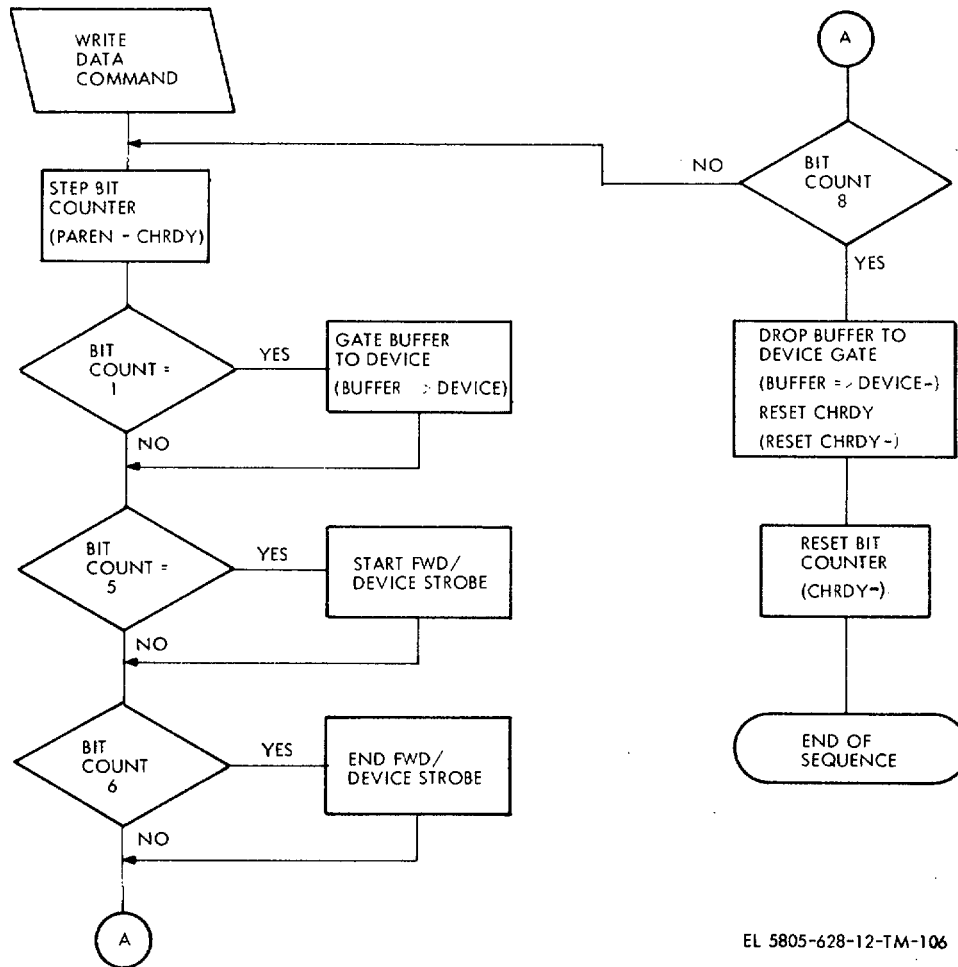 WRITE
DATA
COMMAND
STEP BIT
COUNTER
(PAREN - CHRDY)
BIT
COUNT =
1
YES
GATE BUFFER
TO DEVICE
(BUFFER > DEVICE)
NO
BIT
COUNT =
5
YES
START FWD/
DEVICE STROBE
NO
BIT
COUNT
6
YES
END FWD/
DEVICE STROBE
NO
A
A
BIT
COUNT
8
NO
YES
DROP BUFFER TO
DEVICE GATE
(BUFFER => DEVICE-)
RESET CHRDY
(RESET CHRDY-)
RESET BIT
COUNTER
(CHRDY-)
END OF
SEQUENCE
EL 5805-628-12-TM-106